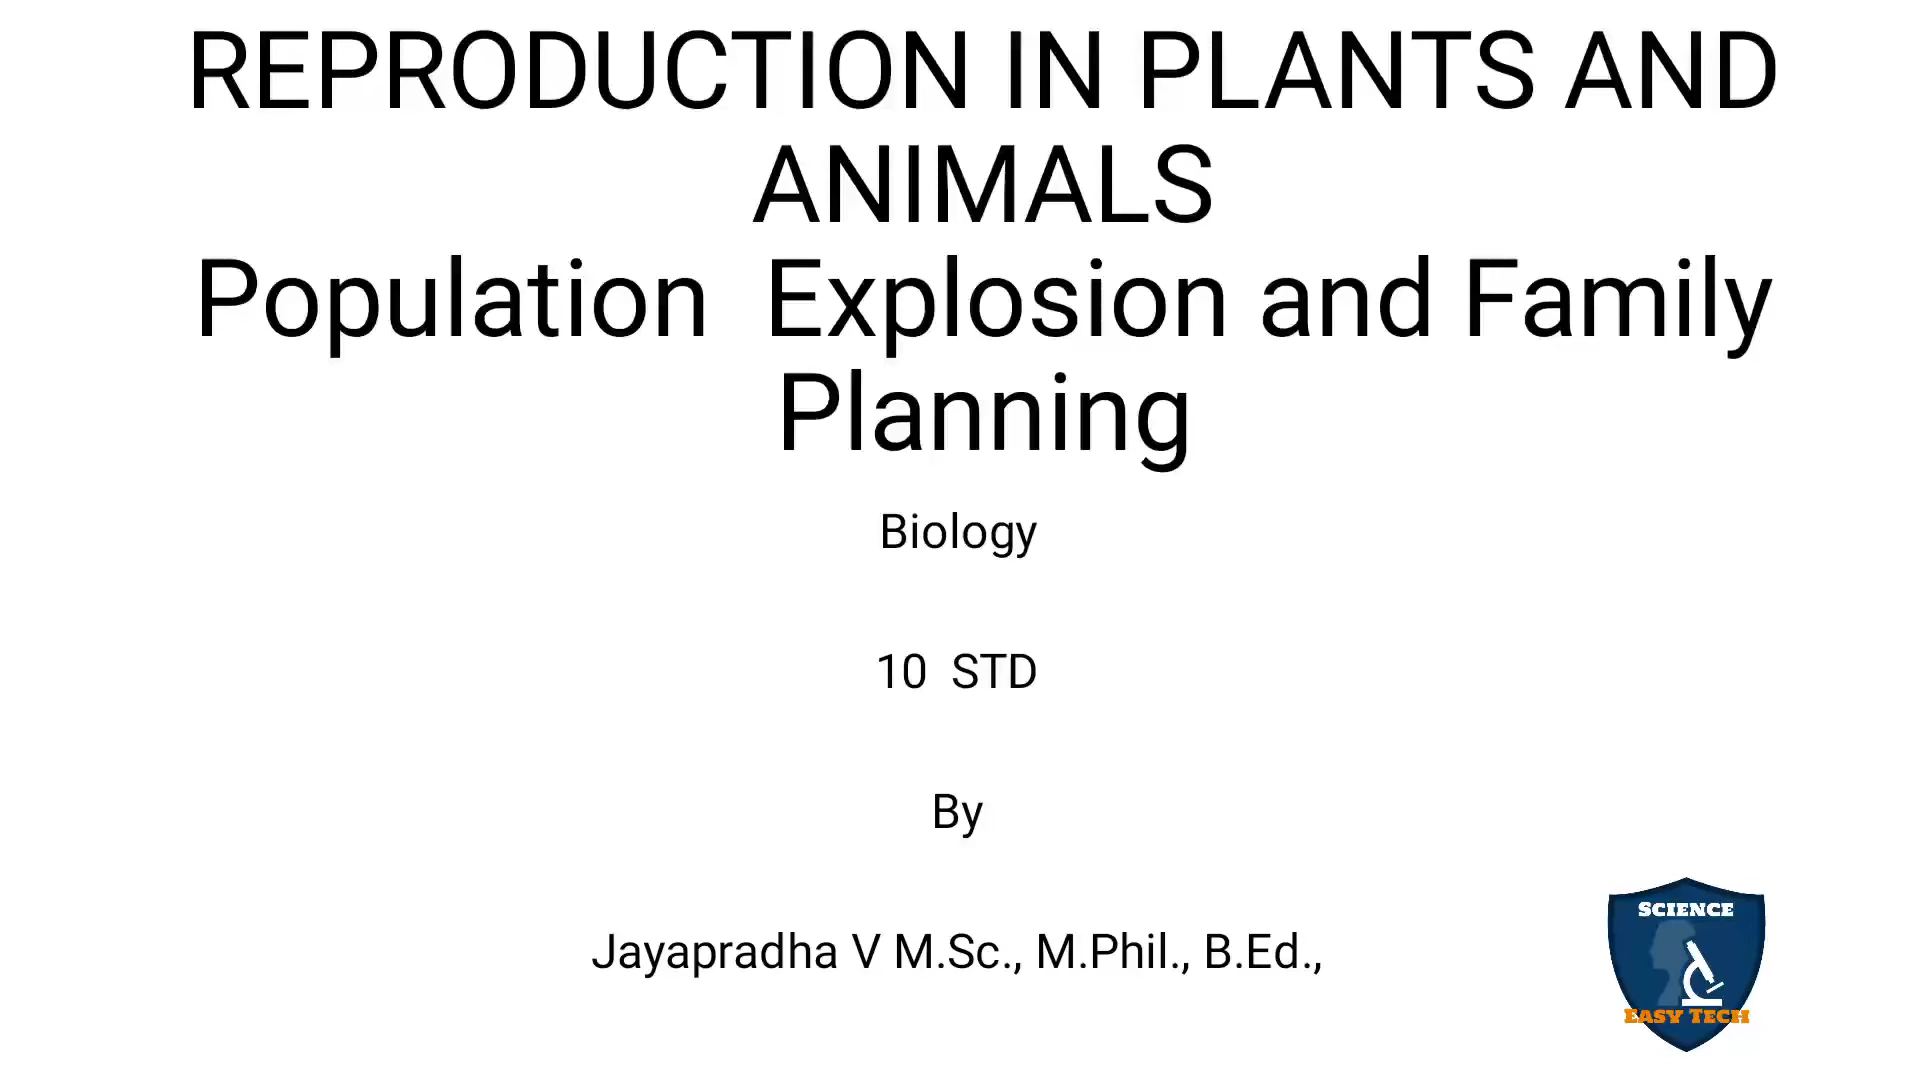 REPRODUCTION IN PLANTS AND
ANIMALS
Population  Explosion and Family
Planning
Biology
10  STD
By
Jayapradha V M.Sc., M.Phil., B.Ed.,
SCIENCE
EASY TECH